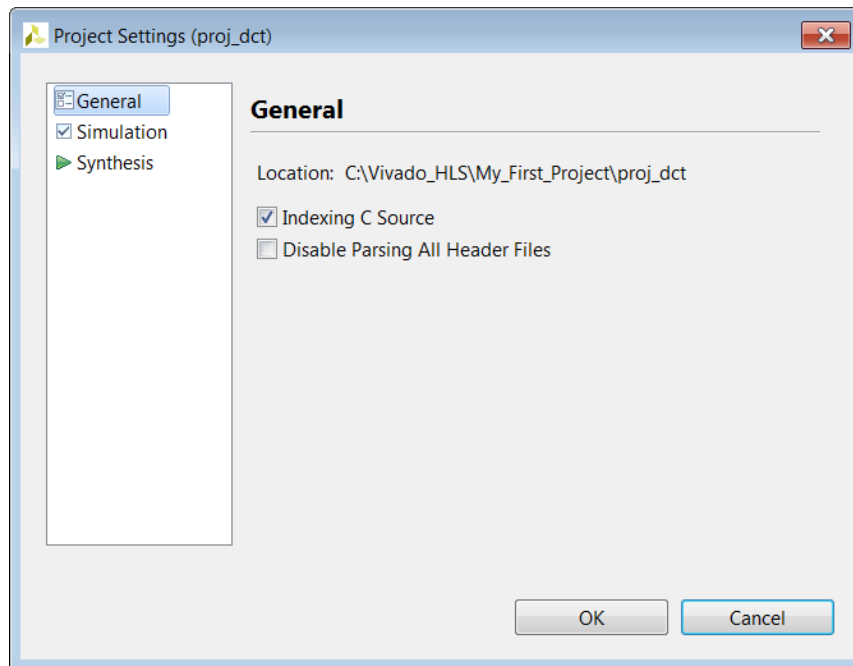 Project Settings (proj_dct)
General
Simulation
Synthesis
General
Location: C:\Vivado_HLS\My_First_Project\proj_dct
Indexing C Source
Disable Parsing All Header Files
OK
Cancel